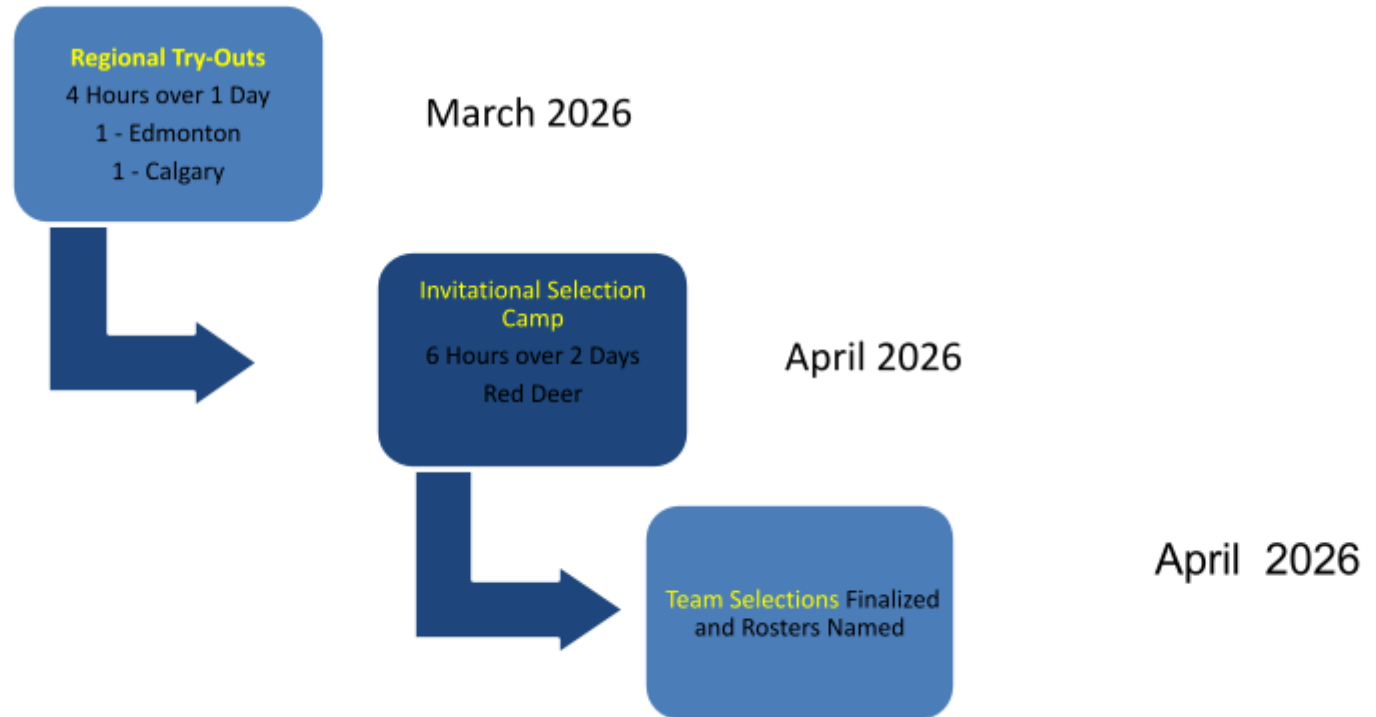 Regional Try-Outs
4 Hours over 1 Day
1 - Edmonton
1 - Calgary
March 2026
Invitational Selection
Camp
6 Hours over 2 Days
Red Deer
April 2026
Team Selections Finalized
and Rosters Named
April 2026